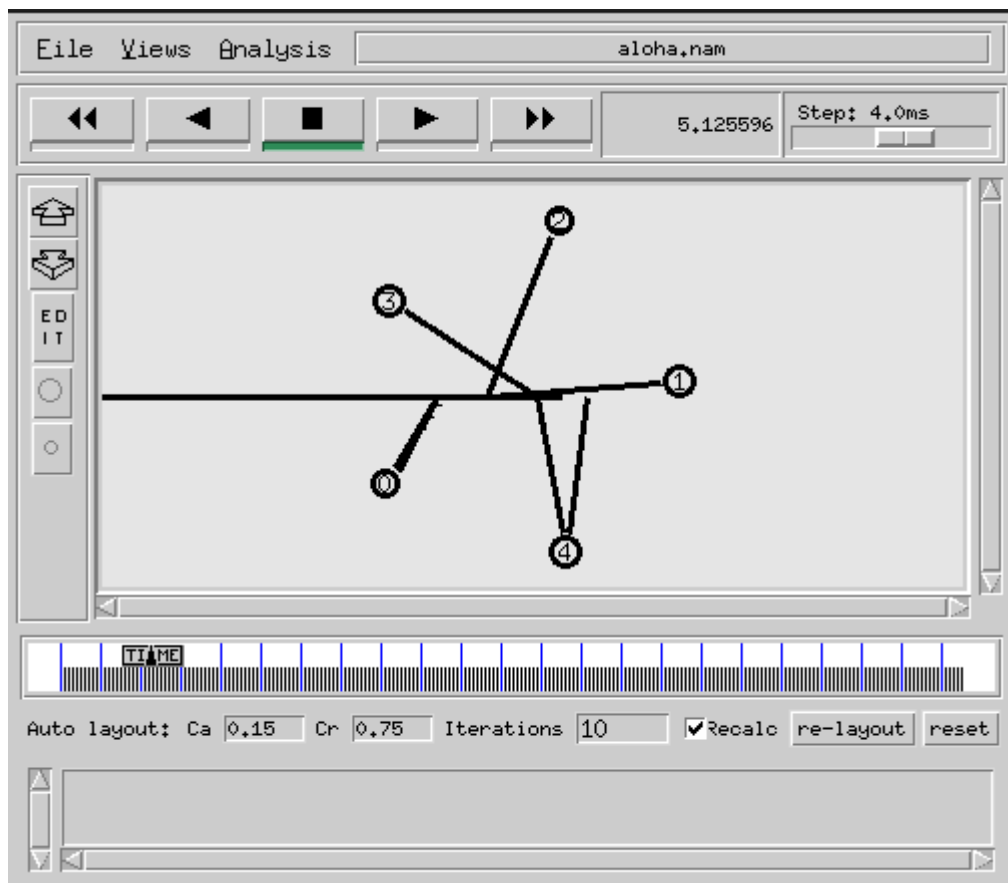 File Views Analysis aloha.nam
5.125596 Step: 4.0ms
2
3
ED
IT
1
0
4
TIME
Auto layout: Ca 0.15 Cr 0.75 Iterations 10 Recalc re-layout reset